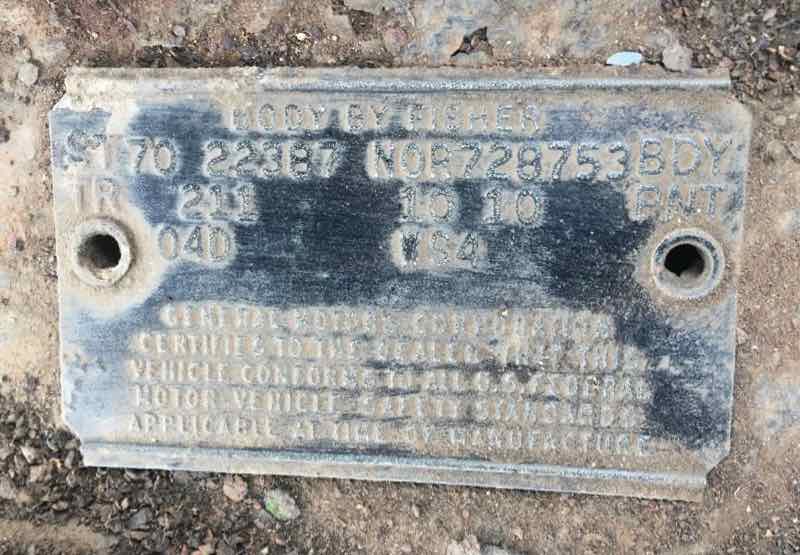 BODY BY FISHER
ST 70 22387 NOR728753 BDY
TR 211 10 10 PNT
04D WS4
GENERAL MOTORS CORPORATION
CERTIFIES TO THE DEALER THAT THIS
VEHICLE CONFORMS TO ALL U.S. FEDERAL
MOTOR VEHICLE SAFETY STANDARDS
APPLICABLE AT TIME OF MANUFACTURE